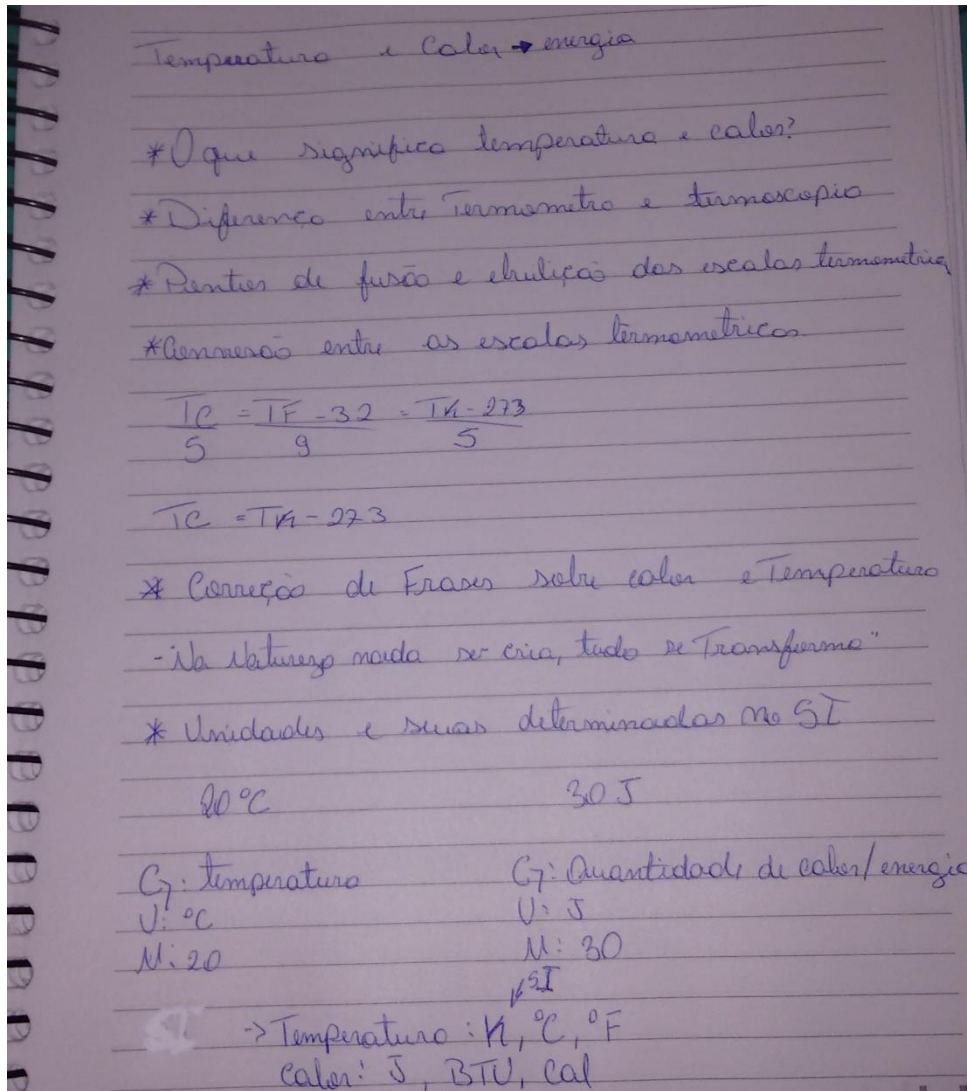 Temperatura e Calor → energia
* O que significa temperatura e calor?
* Diferença entre Termometro e termoscopio
* Pontos de fusão e ebulição das escalas termometrica
* Conversão entre as escalas termometricas
TC/5 = TF - 32/9 = TK - 273/5
TC = TK - 273
* Correção de Frases sobre calor e Temperatura
- Na Natureza nada ser cria, tudo se Transforma"
* Unidades e suas determinadas no SI
20°C 30 J
G: temperatura G: Quantidade de calor/energia
U: °C U: J
N: 20 N: 30
SI
-> Temperatura: K, °C, °F
calor: J, BTU, Cal